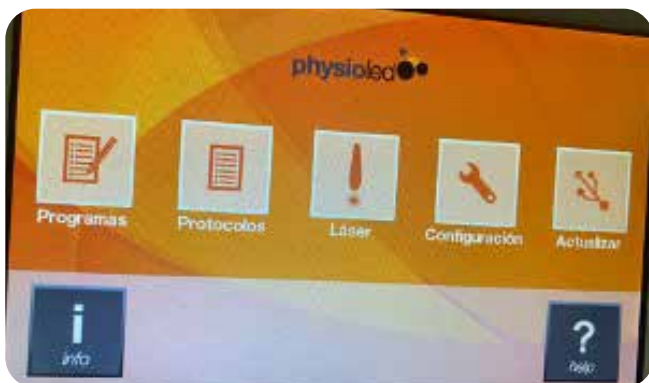 physioled
Programas
Protocolos
Láser
Configuración
Actualizar
i
info
?
help